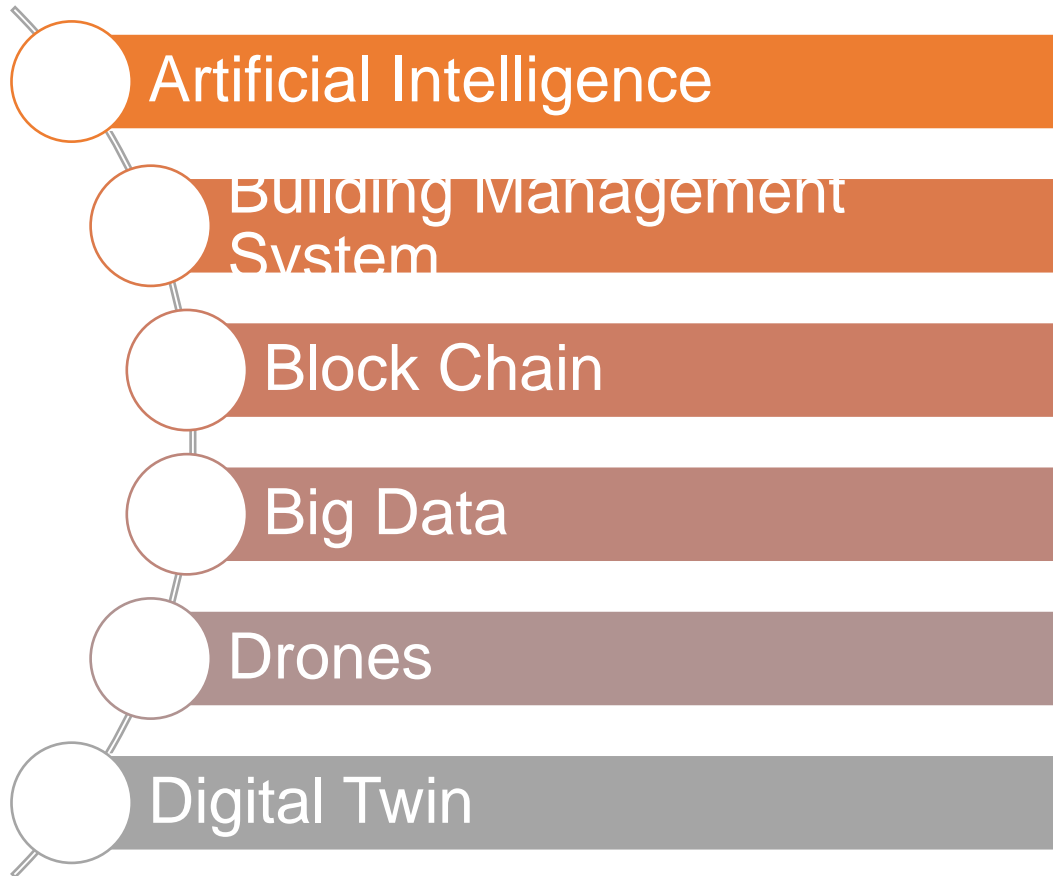 Artificial Intelligence
Building Management
System
Block Chain
Big Data
Drones
Digital Twin